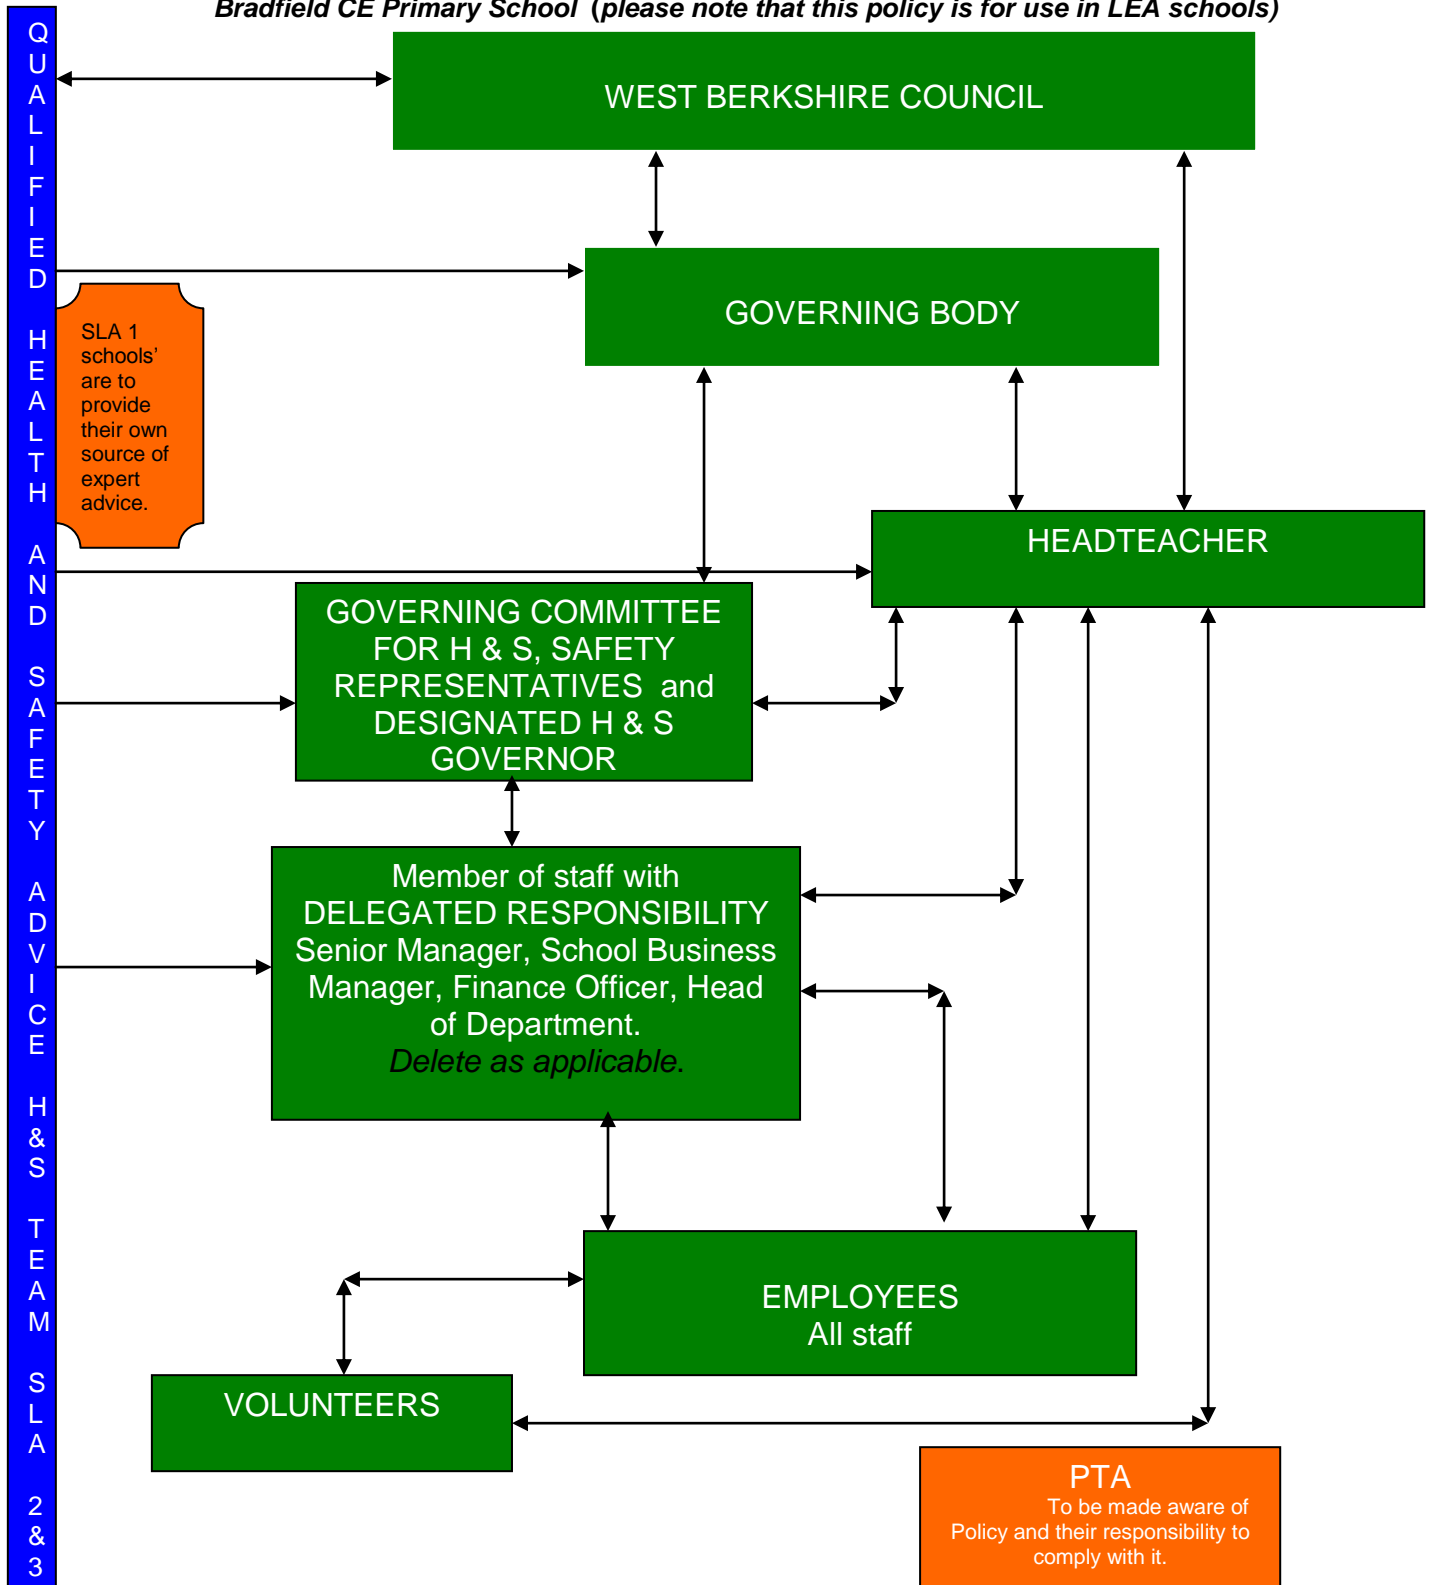 Bradfield CE Primary School (please note that this policy is for use in LEA schools)
QUALIFIED HEALTH AND SAFETY ADVICE H&S TEAM SLA 2&3
WEST BERKSHIRE COUNCIL
GOVERNING BODY
SLA 1
schools’
are to
provide
their own
source of
expert
advice.
HEADTEACHER
GOVERNING COMMITTEE
FOR H & S, SAFETY
REPRESENTATIVES and
DESIGNATED H & S
GOVERNOR
Member of staff with
DELEGATED RESPONSIBILITY
Senior Manager, School Business
Manager, Finance Officer, Head
of Department.
Delete as applicable.
EMPLOYEES
All staff
VOLUNTEERS
PTA
To be made aware of
Policy and their responsibility to
comply with it.